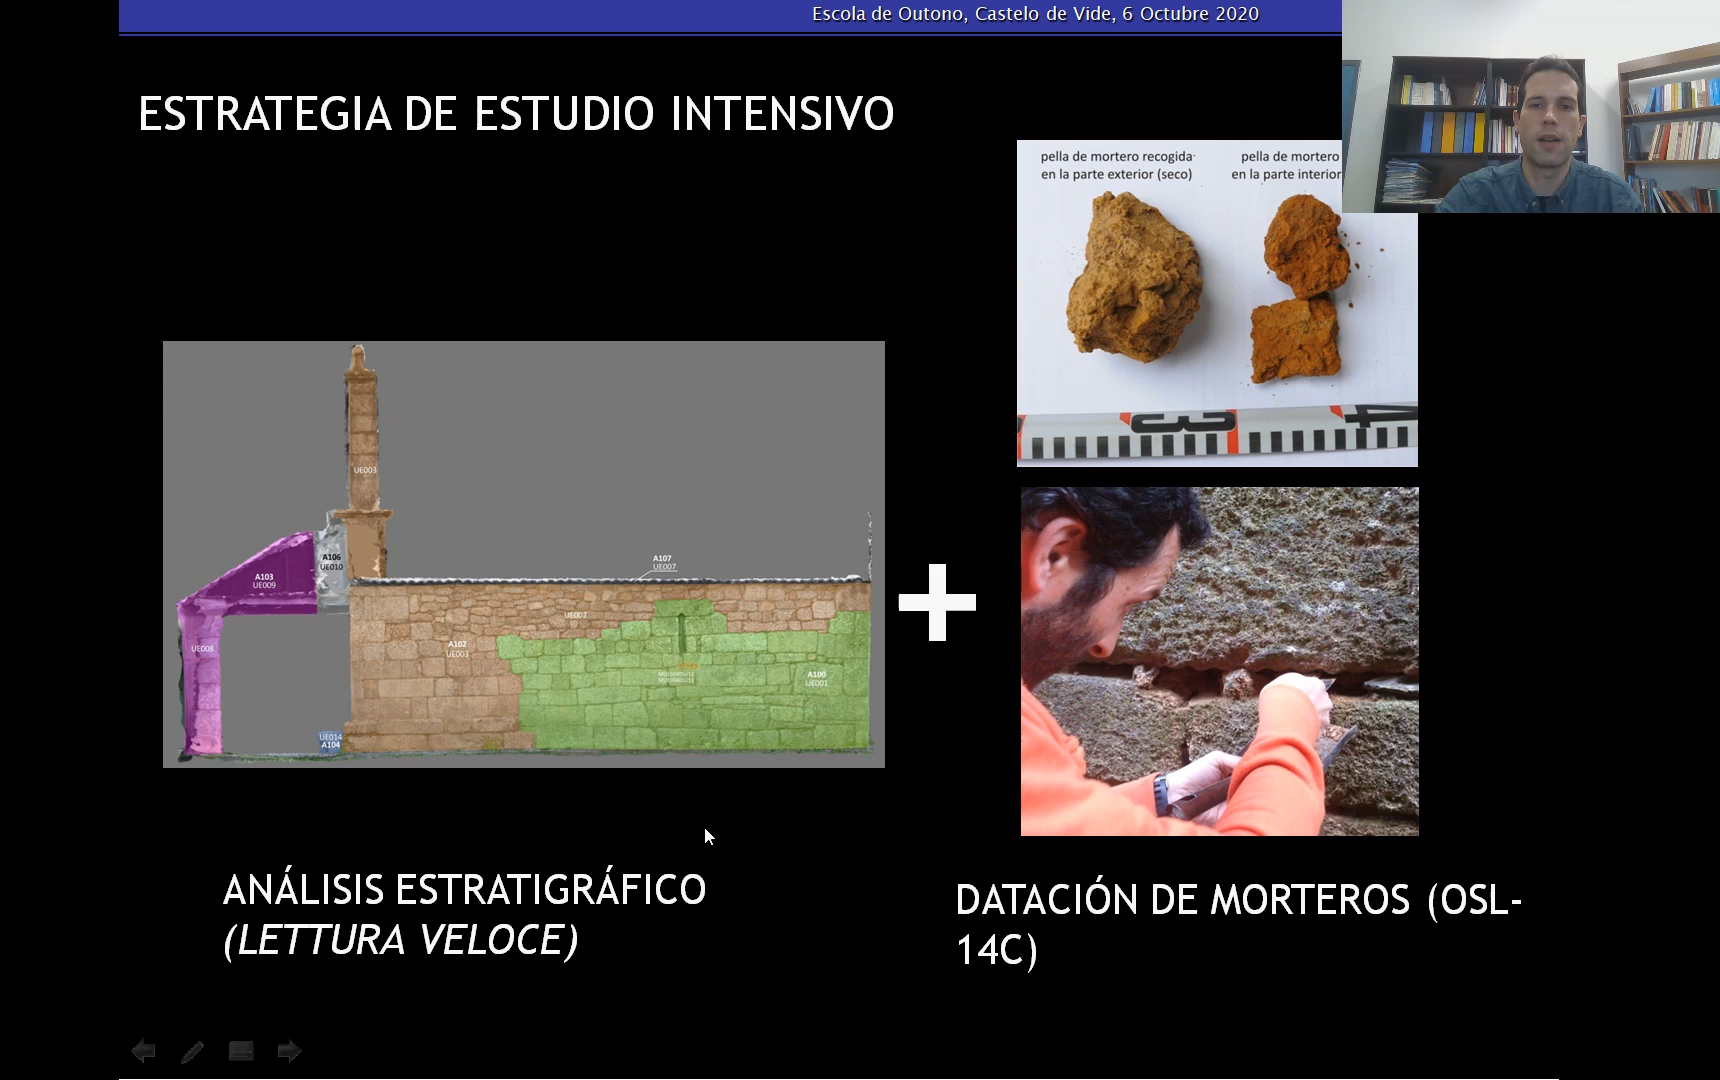 Escola de Outono, Castelo de Vide, 6 Octubre 2020
ESTRATEGIA DE ESTUDIO INTENSIVO
pella de mortero recogida
en la parte exterior (seco)
pella de mortero
en la parte interior
3
4
UE003
A106
UE010
A103
UE009
A107
UE007
UE002
A102
UE003
UE008
A100
UE001
UE014
A104
ANÁLISIS ESTRATIGRÁFICO
(LETTURA VELOCE)
DATACIÓN DE MORTEROS (OSL-
14C)